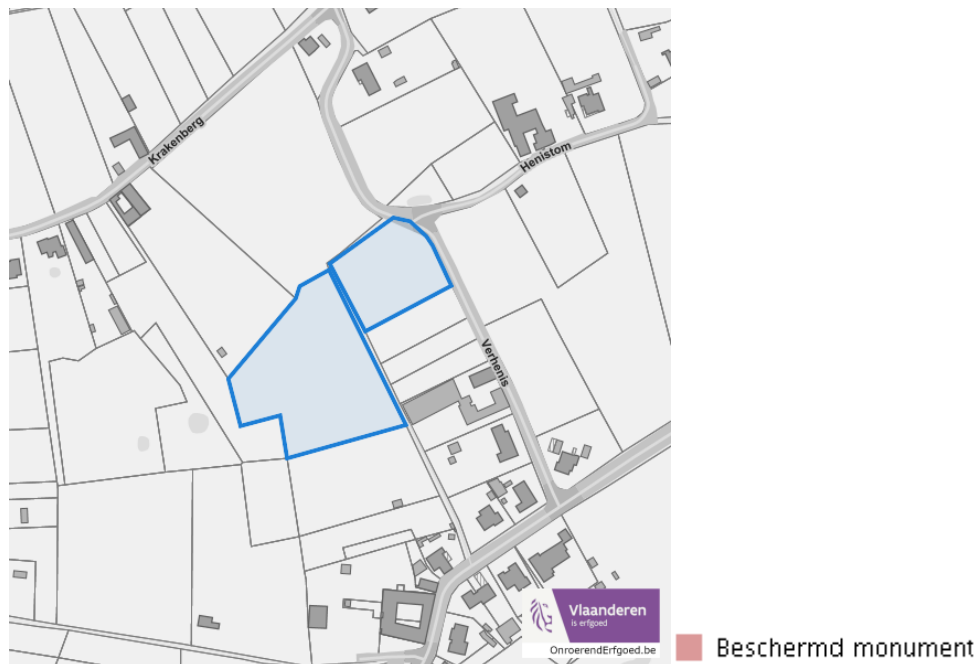 Krakenberg
Henistom
Verhenis
Vlaanderen
is erfgoed
OnroerendErfgoed.be
Beschermd monument